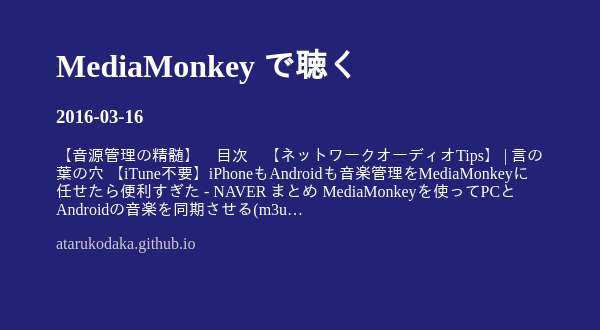 MediaMonkey で聴く
2016-03-16
【音源管理の精髄】　目次　【ネットワークオーディオTips】 | 言の
葉の穴 【iTune不要】iPhoneもAndroidも音楽管理をMediaMonkeyに
任せたら便利すぎた - NAVER まとめ MediaMonkeyを使ってPCと
Androidの音楽を同期させる(m3u…
atarukodaka.github.io